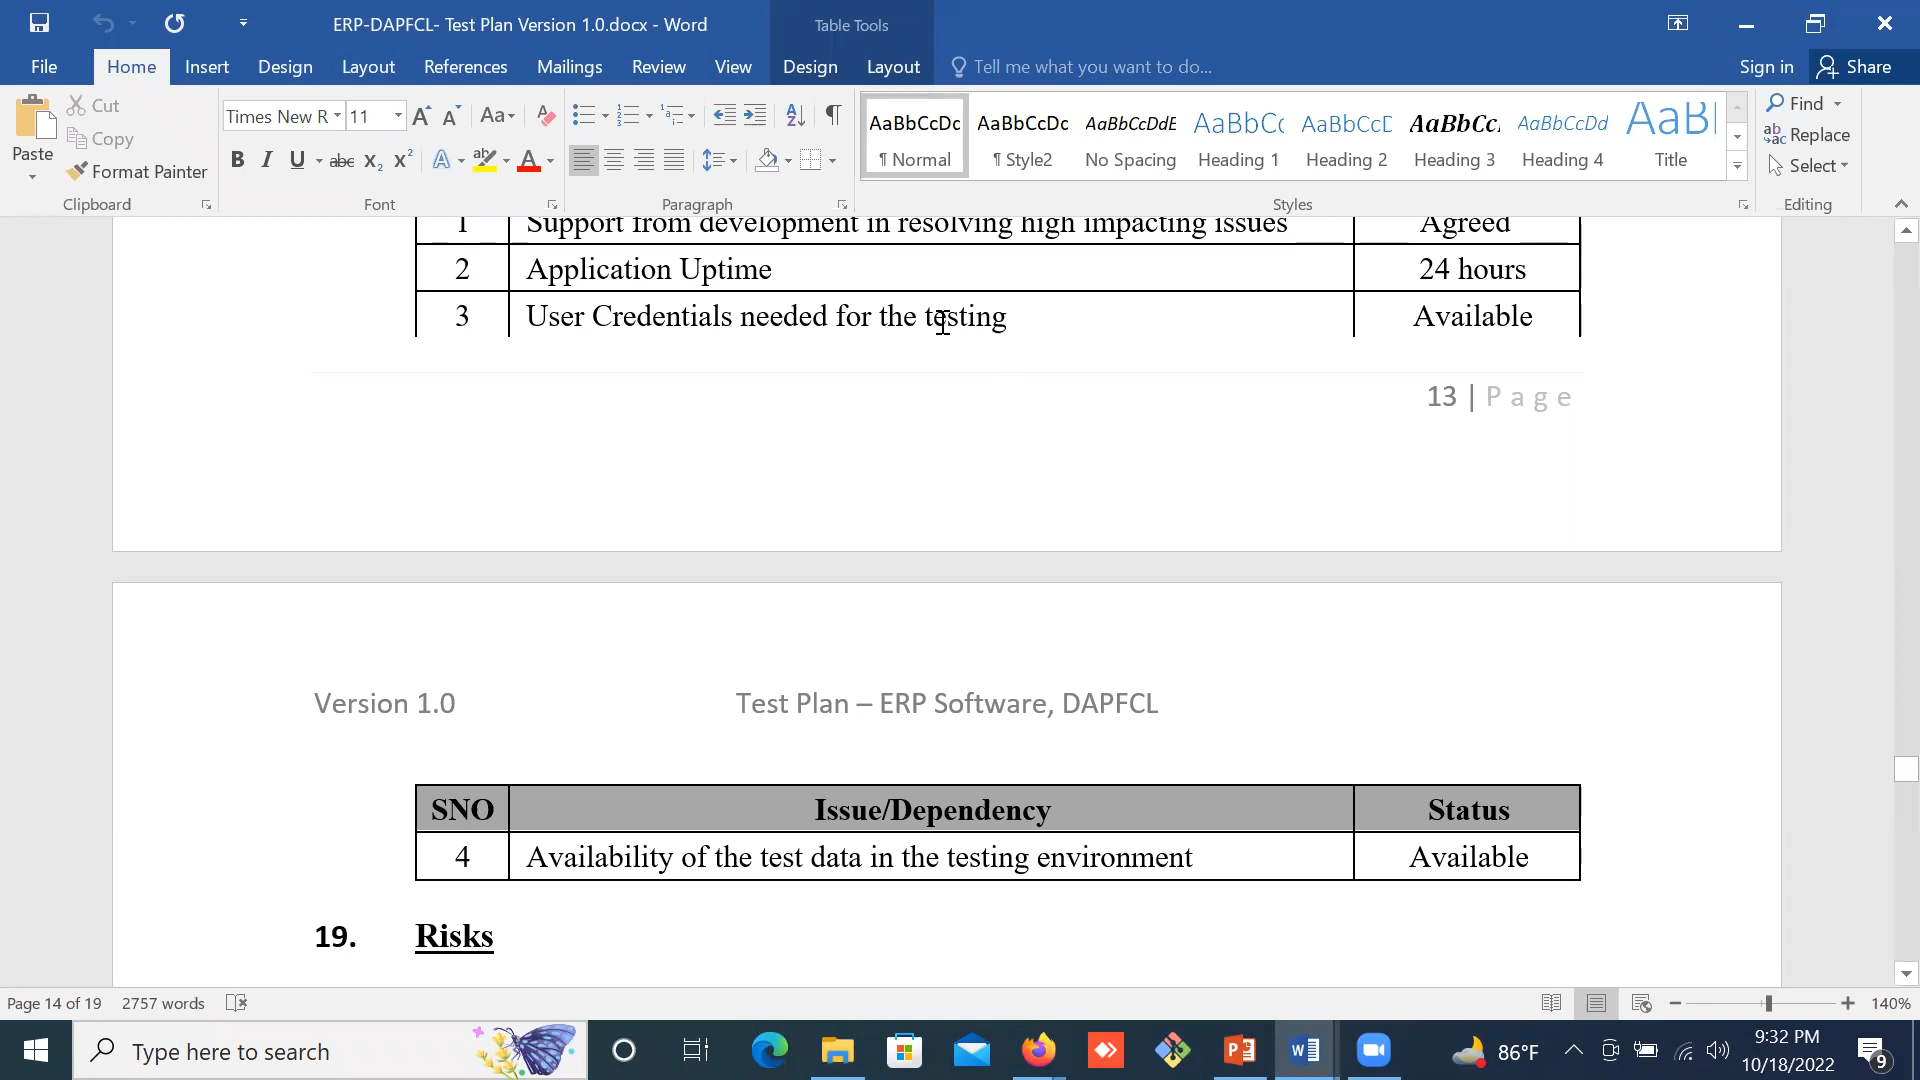 ERP-DAPFCL- Test Plan Version 1.0.docx - Word
Table Tools
File
Home
Insert
Design
Layout
References
Mailings
Review
View
Design
Layout
Tell me what you want to do...
Sign in
Share
Paste
Cut
Copy
Format Painter
Clipboard
Times New R
11
Font
Paragraph
AaBbCcDc
¶ Normal
AaBbCcDc
¶ Style2
AaBbCcDdE
No Spacing
AaBbCc
Heading 1
AaBbCcD
Heading 2
AaBbCc
Heading 3
AaBbCcDd
Heading 4
AaB
Title
Styles
Find
Replace
Select
Editing
1 Support from development in resolving high impacting issues Agreed
2 Application Uptime 24 hours
3 User Credentials needed for the testing Available
13 | Page
Version 1.0 Test Plan – ERP Software, DAPFCL
SNO Issue/Dependency Status
4 Availability of the test data in the testing environment Available
19. Risks
Page 14 of 19
2757 words
140%
Type here to search
86°F
9:32 PM
10/18/2022
9